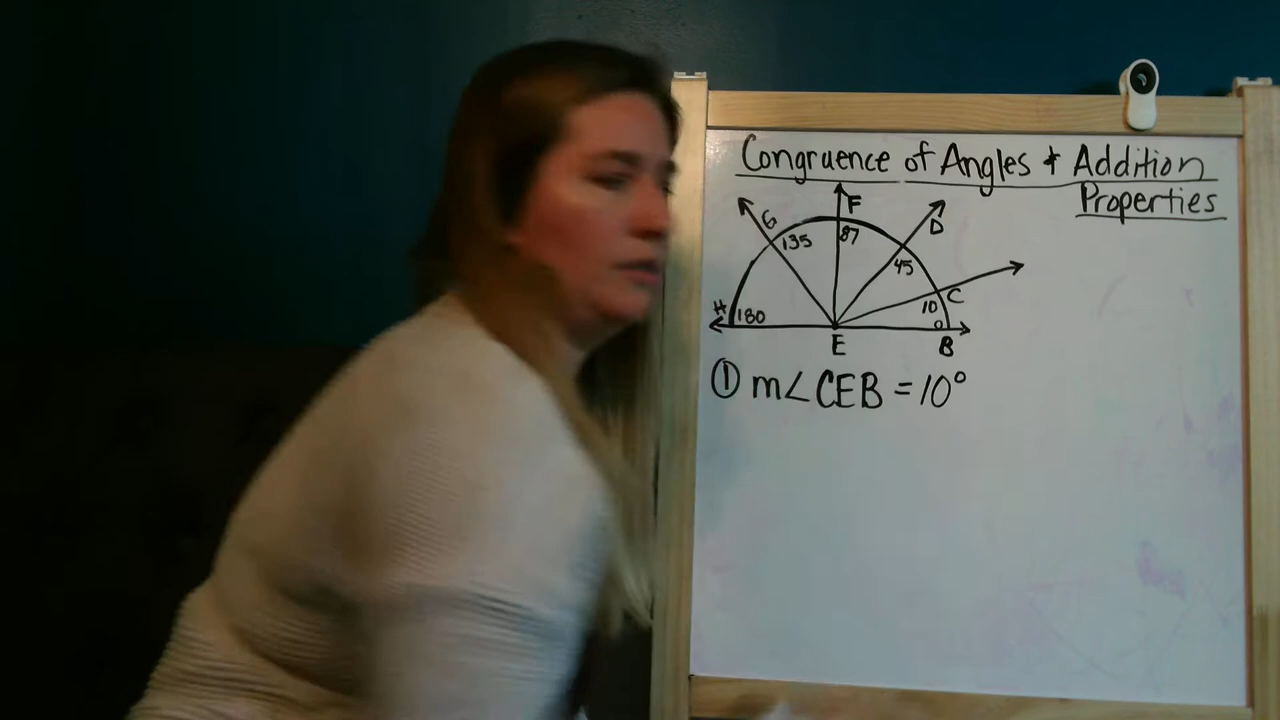 Congruence of Angles & Addition
Properties
F
G
D
135
87
45
C
H
180
10
0
E
B
① m∠CEB = 10°